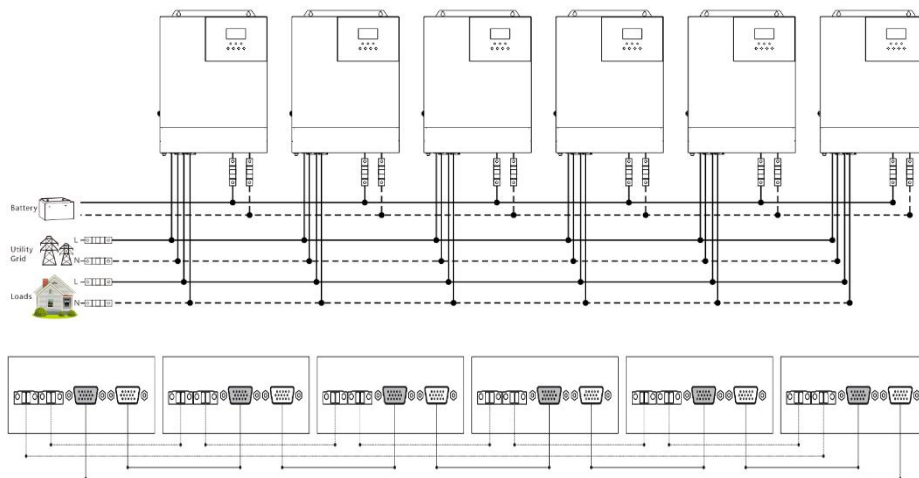 Battery
L
Utility
Grid
N
L
Loads
N